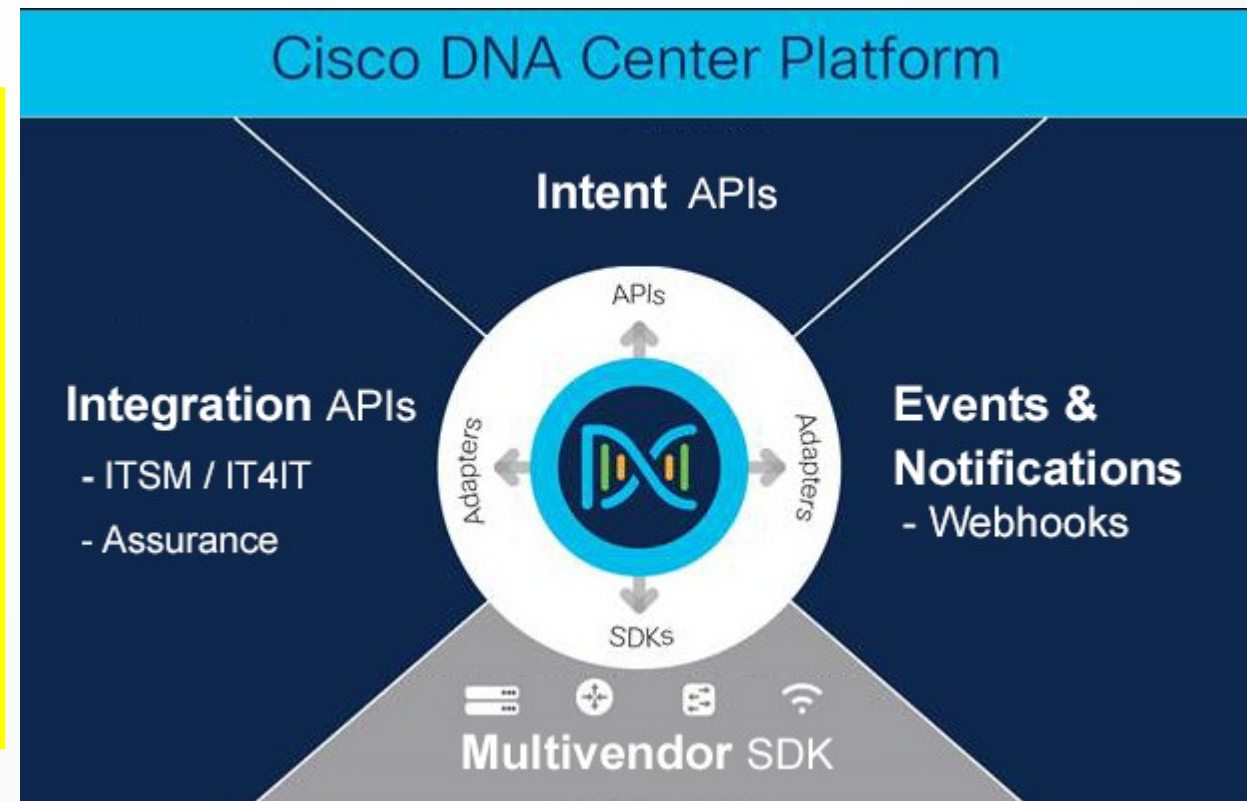 Cisco DNA Center Platform
Intent APIs
APIs
Integration APIs
- ITSM / IT4IT
- Assurance
Adapters
Adapters
Events &
Notifications
- Webhooks
SDKs
Multivendor SDK